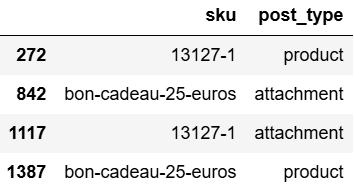 sku post_type
272 13127-1 product
842 bon-cadeau-25-euros attachment
1117 13127-1 attachment
1387 bon-cadeau-25-euros product